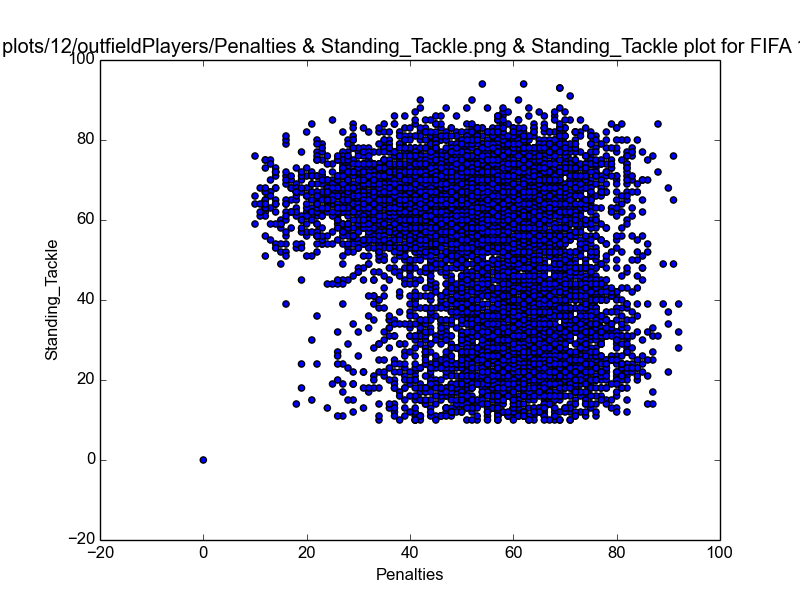 plots/12/outfieldPlayers/Penalties & Standing_Tackle.png & Standing_Tackle plot for FIFA
100
80
60
40
20
0
−20
Standing_Tackle
−20 0 20 40 60 80 100
Penalties